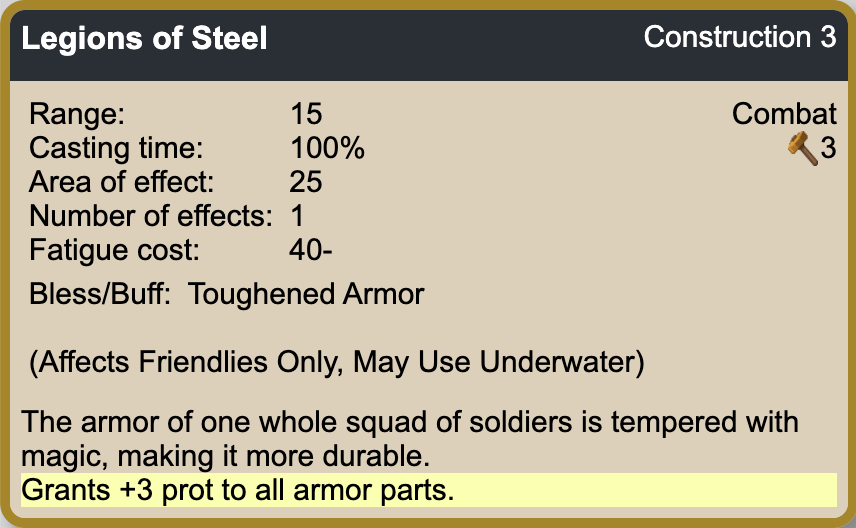 Legions of Steel Construction 3
Range: 15 Combat
Casting time: 100% 3
Area of effect: 25
Number of effects: 1
Fatigue cost: 40-
Bless/Buff: Toughened Armor
(Affects Friendlies Only, May Use Underwater)
The armor of one whole squad of soldiers is tempered with
magic, making it more durable.
Grants +3 prot to all armor parts.